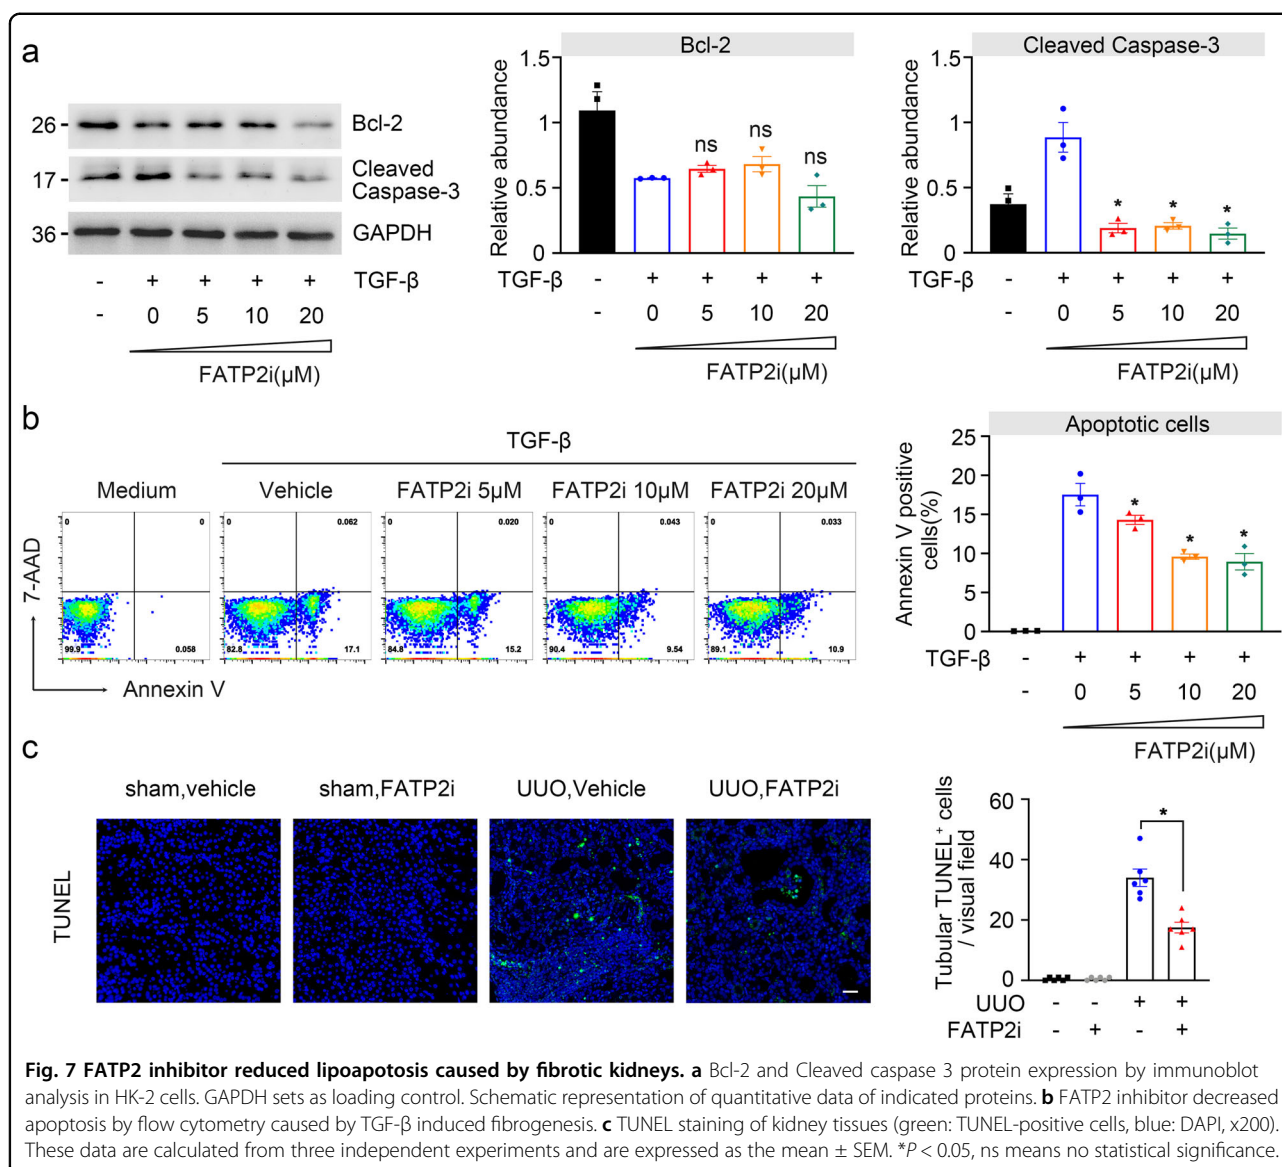 a
Bcl-2
Cleaved Caspase-3
26
Bcl-2
17
Cleaved
Caspase-3
36
GAPDH
- + + + + TGF-β
- 0 5 10 20
FATP2i(μM)
Relative abundance
1.5
1
0.5
0
ns
ns
ns
TGF-β - + + + +
- 0 5 10 20
FATP2i(μM)
Relative abundance
1.5
1
0.5
0
* * *
TGF-β - + + + +
- 0 5 10 20
FATP2i(μM)
b
TGF-β
Medium Vehicle FATP2i 5μM FATP2i 10μM FATP2i 20μM
0 0 0 0.062 0 0.020 0 0.043 0 0.033
99.9 0.058 82.8 17.1 84.8 15.2 90.4 9.54 89.1 10.9
7-AAD
Annexin V
Apoptotic cells
Annexin V positive
cells(%)
25
20
15
10
5
0
*
*
*
TGF-β - + + + +
- 0 5 10 20
FATP2i(μM)
c
sham,vehicle sham,FATP2i UUO,Vehicle UUO,FATP2i
TUNEL
Tubular TUNEL⁺ cells
/ visual field
60
40
20
0
*
UUO - - + +
FATP2i - + - +
Fig. 7 FATP2 inhibitor reduced lipoapotosis caused by fibrotic kidneys. a Bcl-2 and Cleaved caspase 3 protein expression by immunoblot
analysis in HK-2 cells. GAPDH sets as loading control. Schematic representation of quantitative data of indicated proteins. b FATP2 inhibitor decreased
apoptosis by flow cytometry caused by TGF-β induced fibrogenesis. c TUNEL staining of kidney tissues (green: TUNEL-positive cells, blue: DAPI, x200).
These data are calculated from three independent experiments and are expressed as the mean ± SEM. *P < 0.05, ns means no statistical significance.